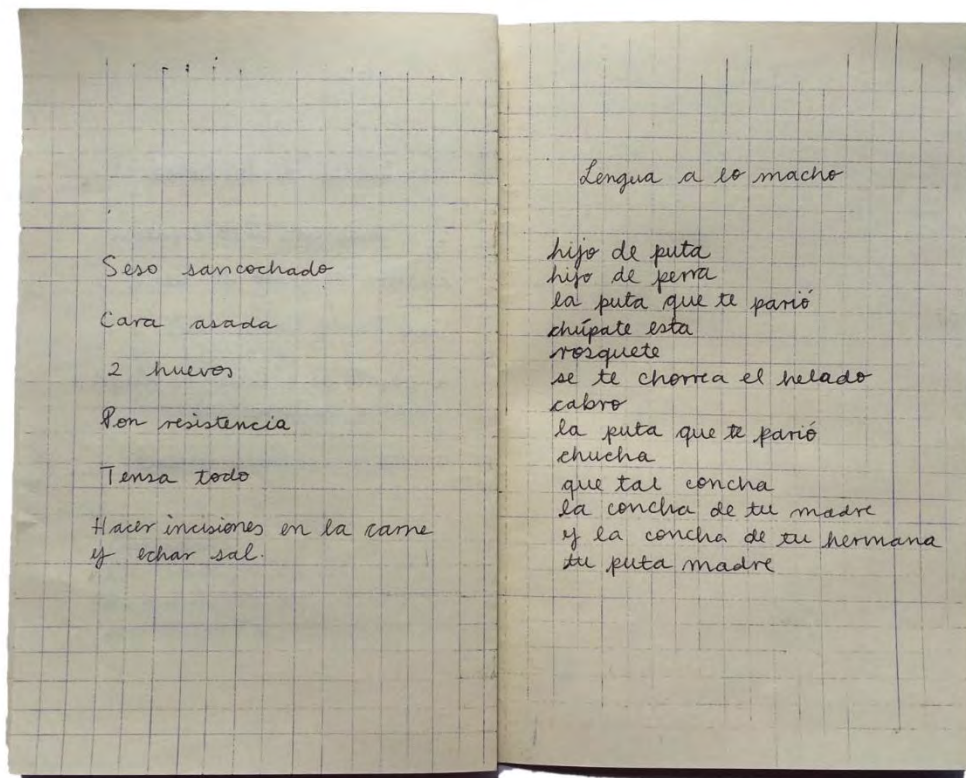 Seso sancochado
Cara asada
2 huevos
Pon resistencia
Tensa todo
Hacer incisiones en la carne
y echar sal.
Lengua a lo macho
hijo de puta
hijo de perra
la puta que te parió
chúpate esta
rosquete
se te chorrea el helado
cabro
la puta que te parió
chucha
que tal concha
la concha de tu madre
y la concha de tu hermana
tu puta madre